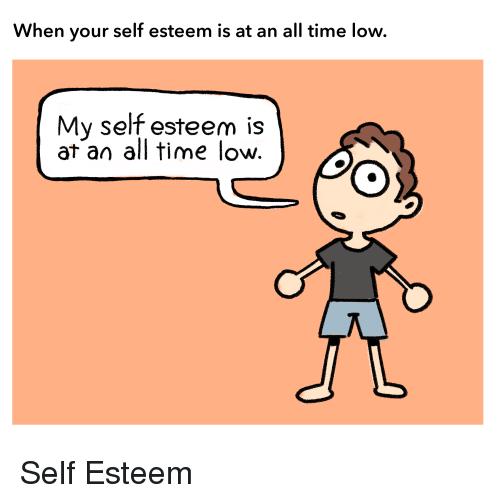 When your self esteem is at an all time low.
My self esteem is
at an all time low.
Self Esteem